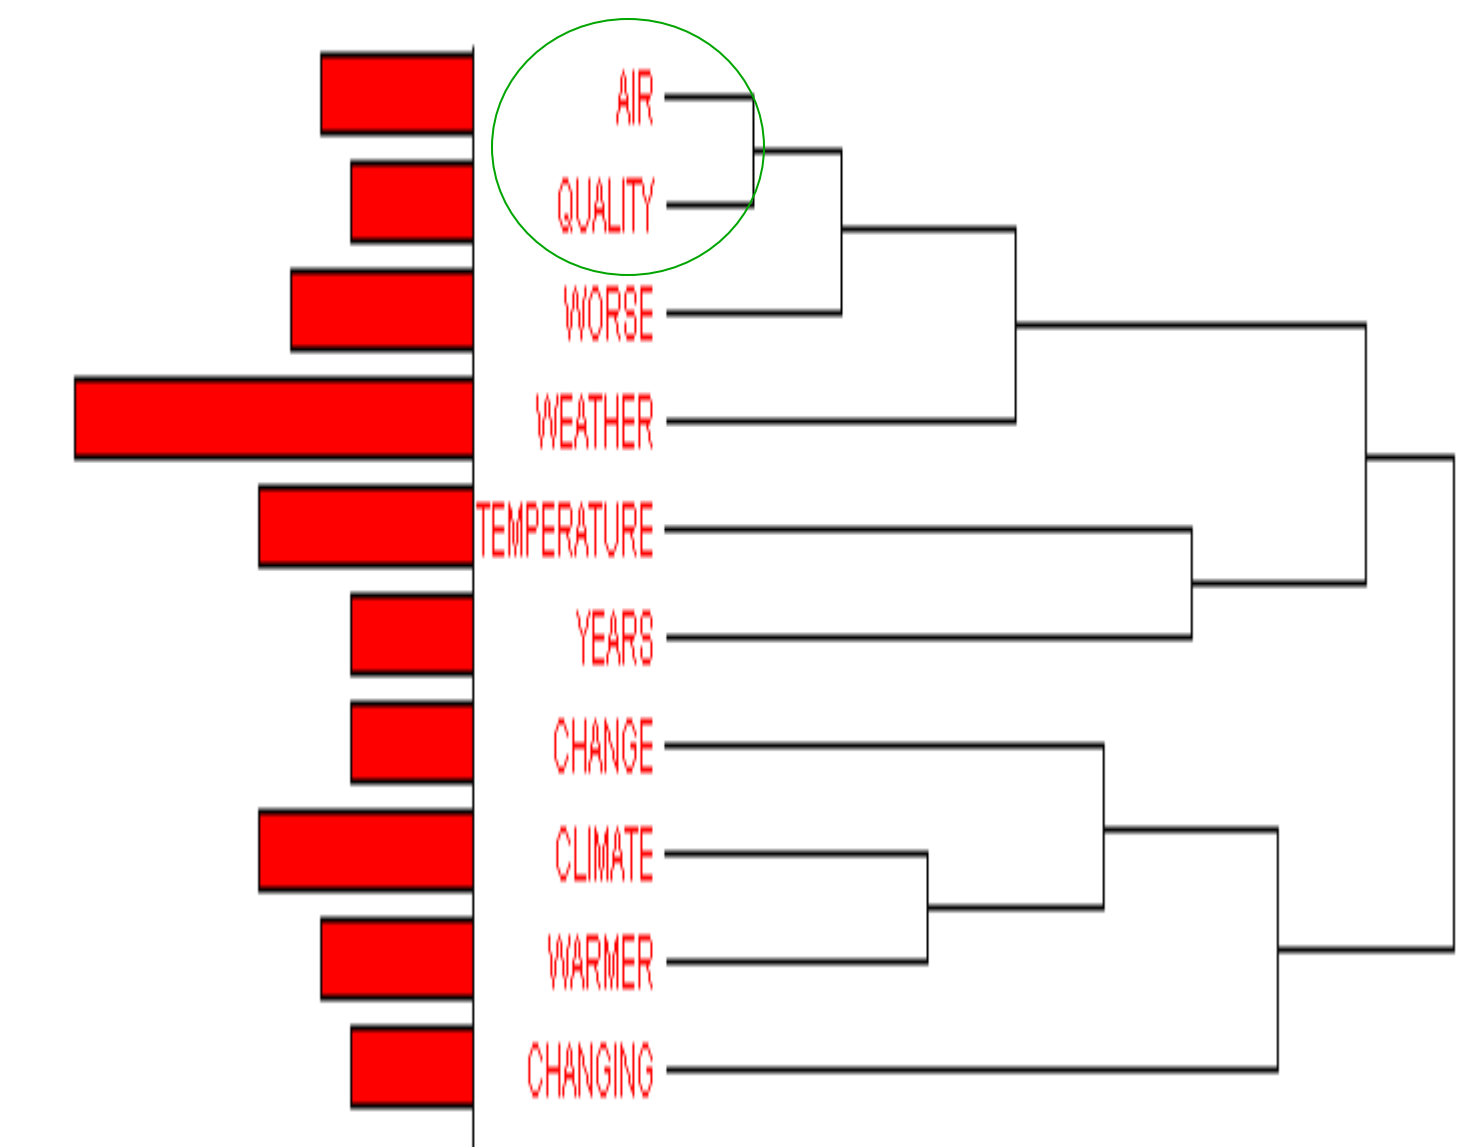 AIR
QUALITY
WORSE
WEATHER
TEMPERATURE
YEARS
CHANGE
CLIMATE
WARMER
CHANGING